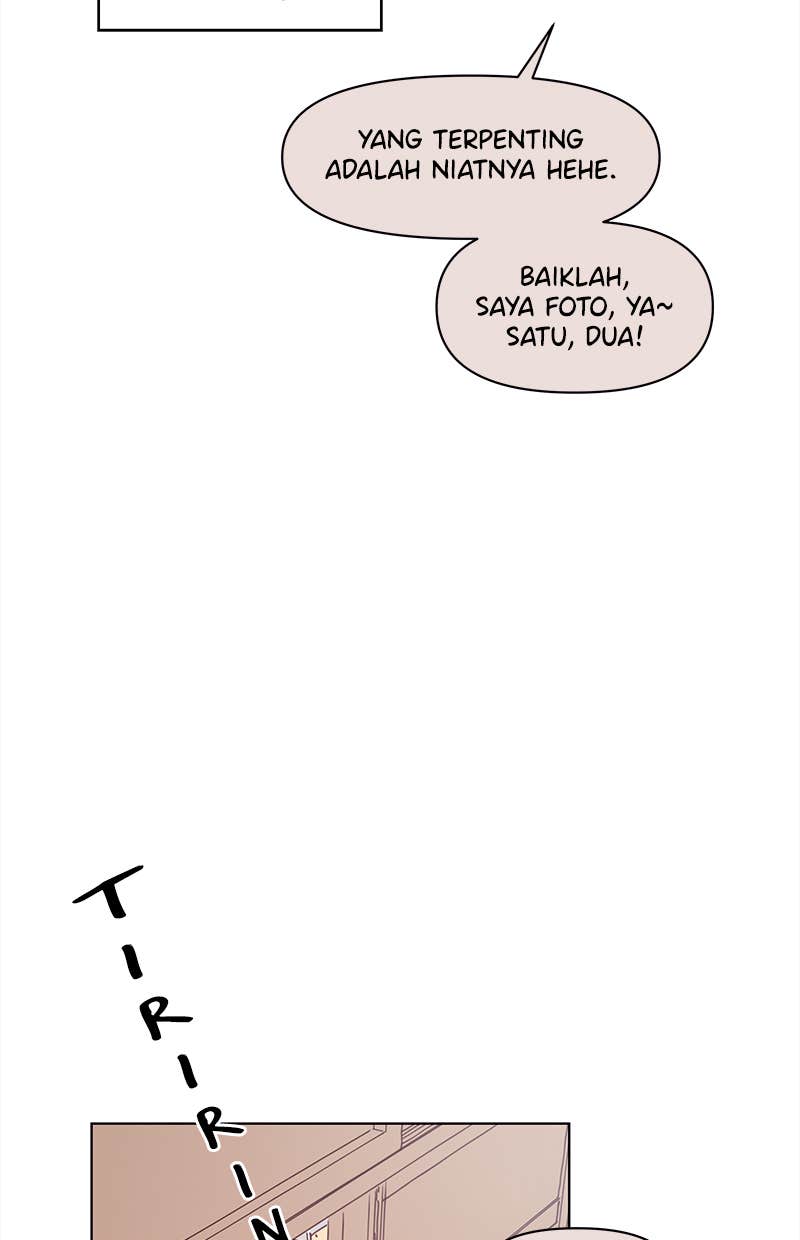 YANG TERPENTING
ADALAH NIATNYA HEHE.
BAIKLAH,
SAYA FOTO, YA~
SATU, DUA!
TIRIRIN